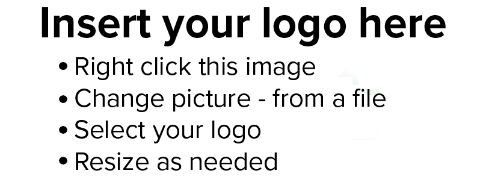 Insert your logo here
• Right click this image
• Change picture - from a file
• Select your logo
• Resize as needed